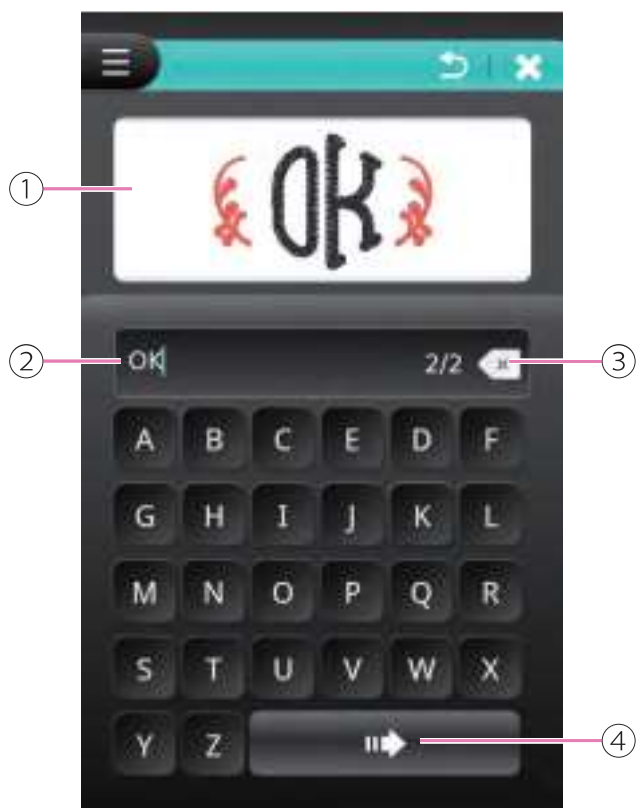 OK
①
OK 2/2
②
③
A B C E D F
G H I J K L
M N O P Q R
S T U V W X
Y Z
④